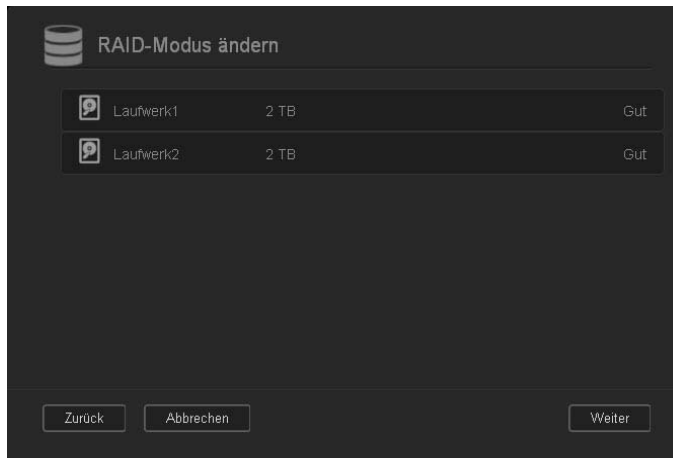 RAID-Modus ändern
Laufwerk1 2 TB Gut
Laufwerk2 2 TB Gut
Zurück Abbrechen Weiter